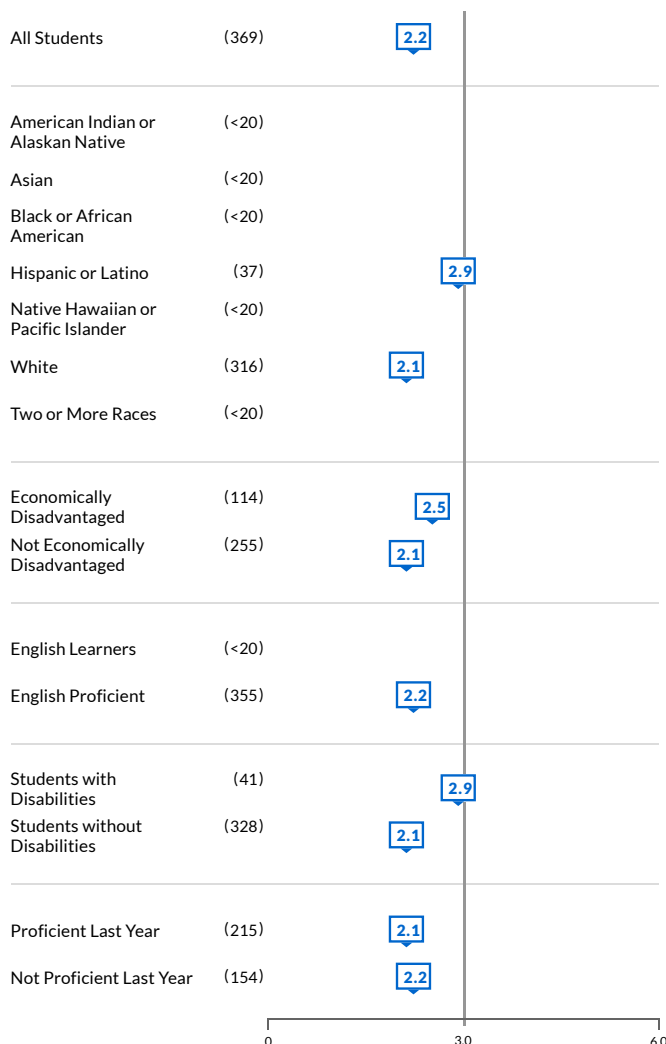 All Students (369) 2.2
American Indian or (<20)
Alaskan Native
Asian (<20)
Black or African (<20)
American
Hispanic or Latino (37) 2.9
Native Hawaiian or (<20)
Pacific Islander
White (316) 2.1
Two or More Races (<20)
Economically (114) 2.5
Disadvantaged
Not Economically (255) 2.1
Disadvantaged
English Learners (<20)
English Proficient (355) 2.2
Students with (41) 2.9
Disabilities
Students without (328) 2.1
Disabilities
Proficient Last Year (215) 2.1
Not Proficient Last Year (154) 2.2
0 3.0 6.0